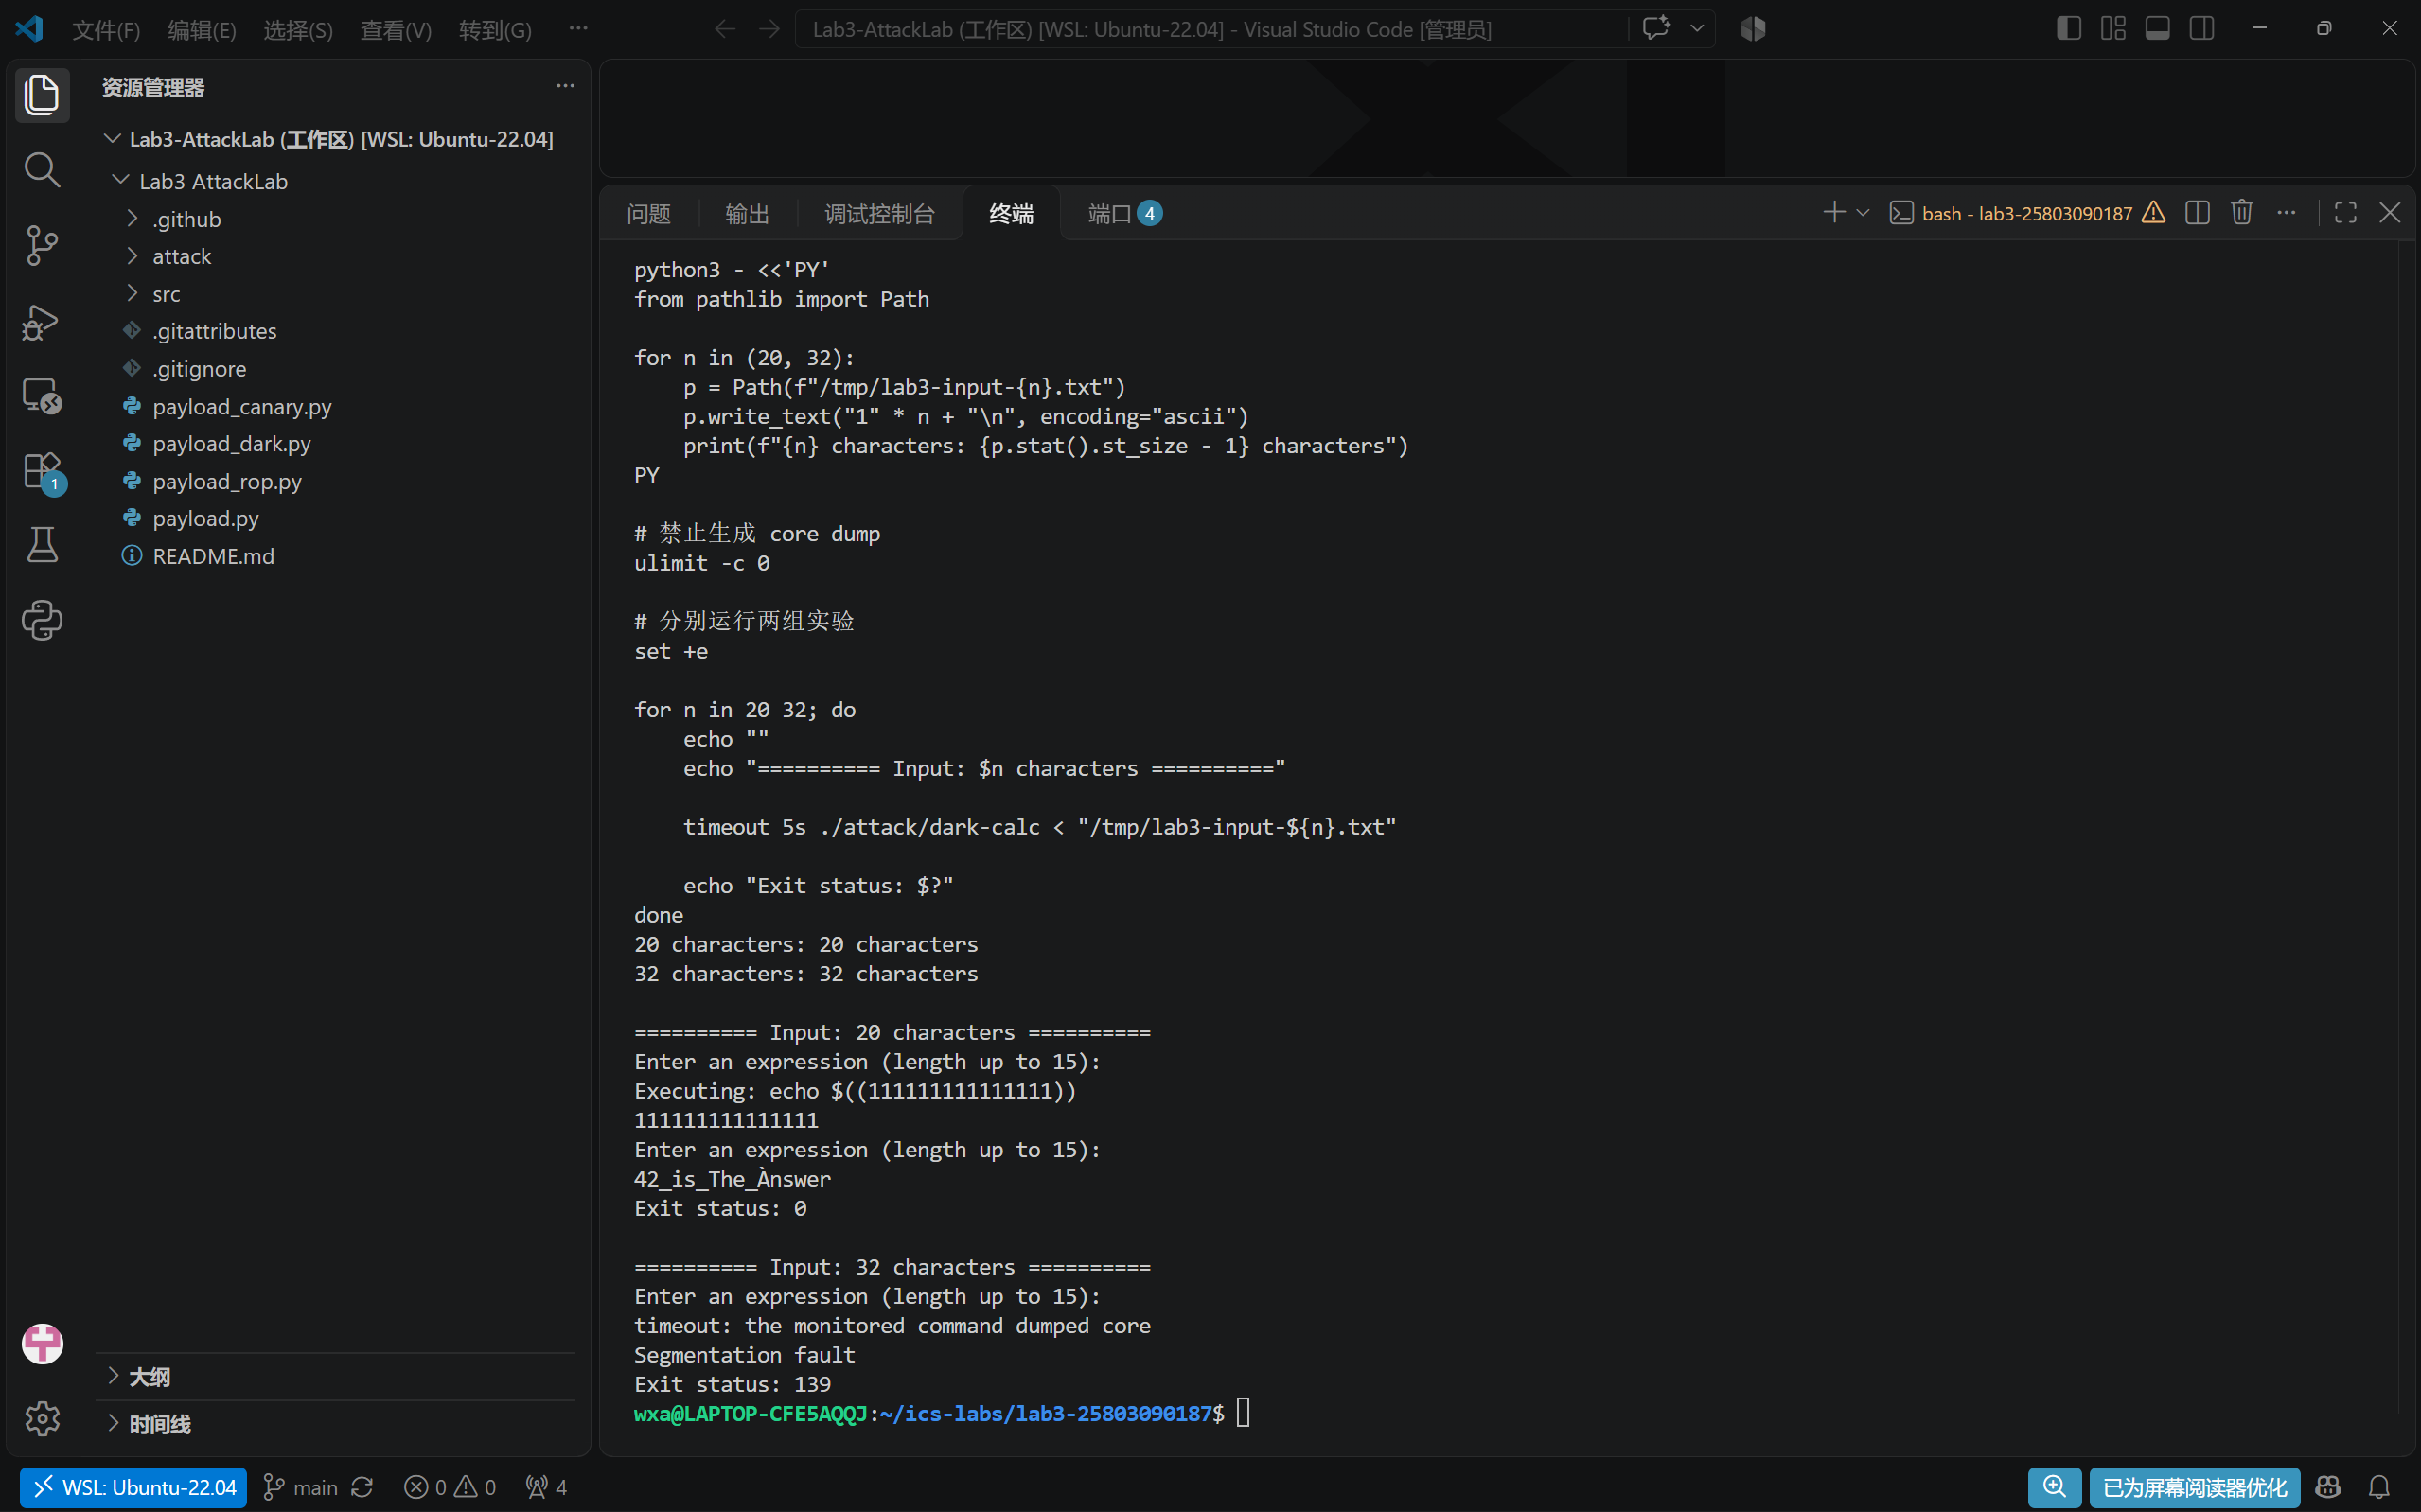 文件(F) 编辑(E) 选择(S) 查看(V) 转到(G) ···
Lab3-AttackLab (工作区) [WSL: Ubuntu-22.04] - Visual Studio Code [管理员]
资源管理器
Lab3-AttackLab (工作区) [WSL: Ubuntu-22.04]
Lab3 AttackLab
.github
attack
src
.gitattributes
.gitignore
payload_canary.py
payload_dark.py
payload_rop.py
payload.py
README.md
1
大纲
时间线
问题 输出 调试控制台 终端 端口 4
bash - lab3-25803090187
python3 - <<'PY'
from pathlib import Path
for n in (20, 32):
    p = Path(f"/tmp/lab3-input-{n}.txt")
    p.write_text("1" * n + "\n", encoding="ascii")
    print(f"{n} characters: {p.stat().st_size - 1} characters")
PY
# 禁止生成 core dump
ulimit -c 0
# 分别运行两组实验
set +e
for n in 20 32; do
    echo ""
    echo "========== Input: $n characters =========="
    timeout 5s ./attack/dark-calc < "/tmp/lab3-input-${n}.txt"
    echo "Exit status: $?"
done
20 characters: 20 characters
32 characters: 32 characters
========== Input: 20 characters ==========
Enter an expression (length up to 15):
Executing: echo $((111111111111111))
111111111111111
Enter an expression (length up to 15):
42_is_The_Ànswer
Exit status: 0
========== Input: 32 characters ==========
Enter an expression (length up to 15):
timeout: the monitored command dumped core
Segmentation fault
Exit status: 139
wxa@LAPTOP-CFE5AQQJ:~/ics-labs/lab3-25803090187$
WSL: Ubuntu-22.04 main 0 0 4
已为屏幕阅读器优化